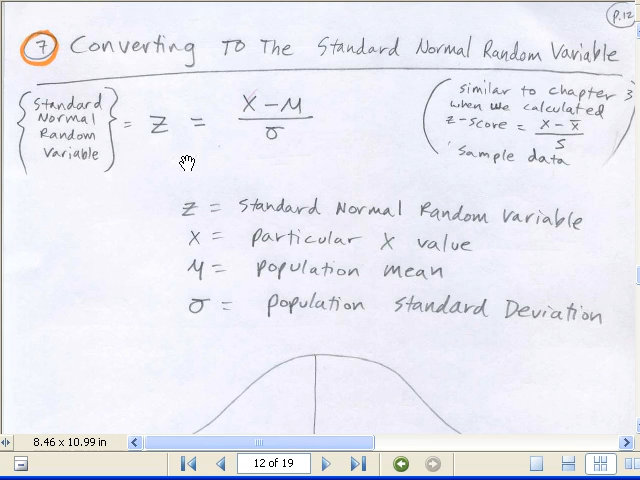 P.12
7 Converting To The Standard Normal Random Variable
{Standard Normal Random Variable} = Z = X - μ / σ
(similar to chapter 3
when we calculated
z-score = x - x̄ / s
sample data)
Z = Standard Normal Random Variable
X = particular X value
μ = population mean
σ = population Standard Deviation
8.46 x 10.99 in
12 of 19